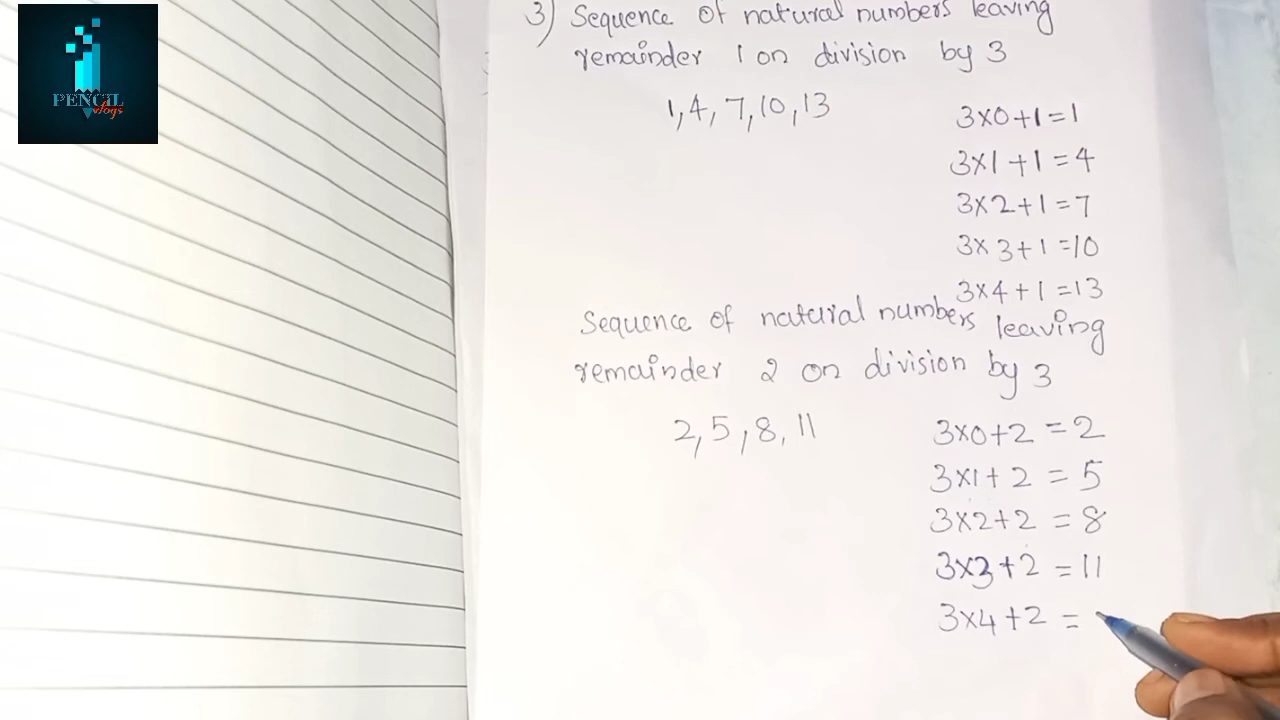 PENCIL
vlogs
3) Sequence of natural numbers leaving
remainder 1 on division by 3
1, 4, 7, 10, 13
3x0+1=1
3x1+1=4
3x2+1=7
3x3+1=10
3x4+1=13
Sequence of natural numbers leaving
remainder 2 on division by 3
2, 5, 8, 11
3x0+2=2
3x1+2=5
3x2+2=8
3x3+2=11
3x4+2=